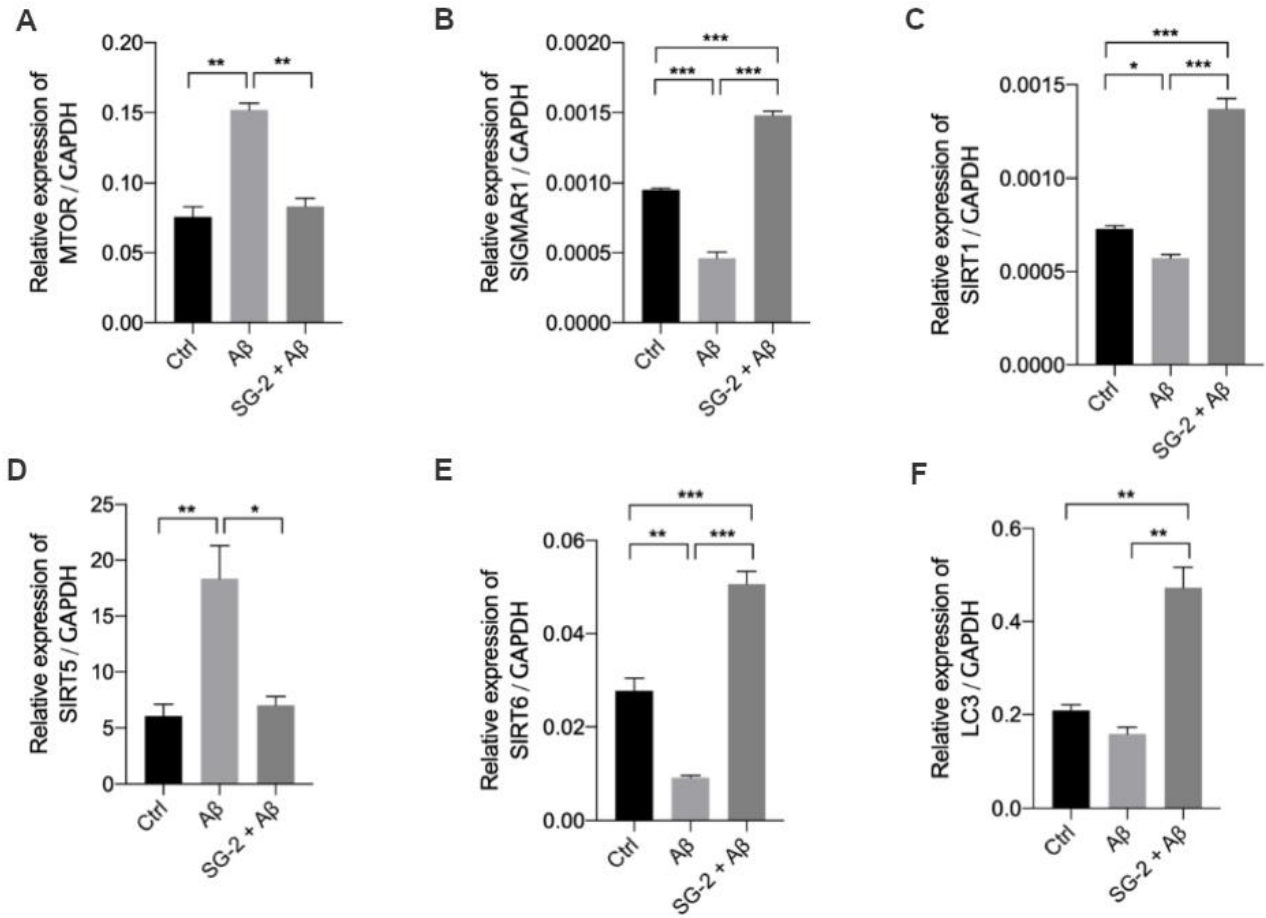 A
Relative expression of
MTOR / GAPDH
0.20
0.15
0.10
0.05
0.00
** **
Ctrl
Aβ
SG-2 + Aβ
B
Relative expression of
SIGMAR1 / GAPDH
0.0020
0.0015
0.0010
0.0005
0.0000
***
*** ***
Ctrl
Aβ
SG-2 + Aβ
C
Relative expression of
SIRT1 / GAPDH
0.0015
0.0010
0.0005
0.0000
***
* ***
Ctrl
Aβ
SG-2 + Aβ
D
Relative expression of
SIRT5 / GAPDH
25
20
15
10
5
0
** *
Ctrl
Aβ
SG-2 + Aβ
E
Relative expression of
SIRT6 / GAPDH
0.06
0.04
0.02
0.00
***
** ***
Ctrl
Aβ
SG-2 + Aβ
F
Relative expression of
LC3 / GAPDH
0.6
0.4
0.2
0.0
**
**
Ctrl
Aβ
SG-2 + Aβ